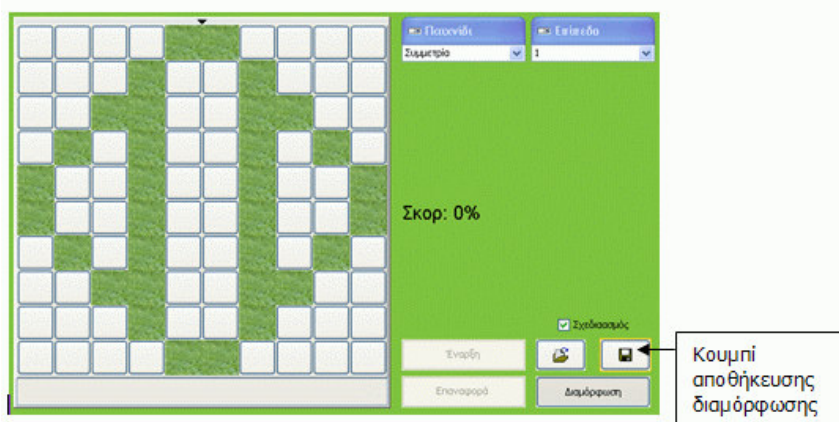 Παιχνίδι
Επίπεδο
Συμμετρία
1
Σκορ: 0%
Σχεδιασμός
Έναρξη
Επαναφορά
Διαμόρφωση
Κουμπί
αποθήκευσης
διαμόρφωσης